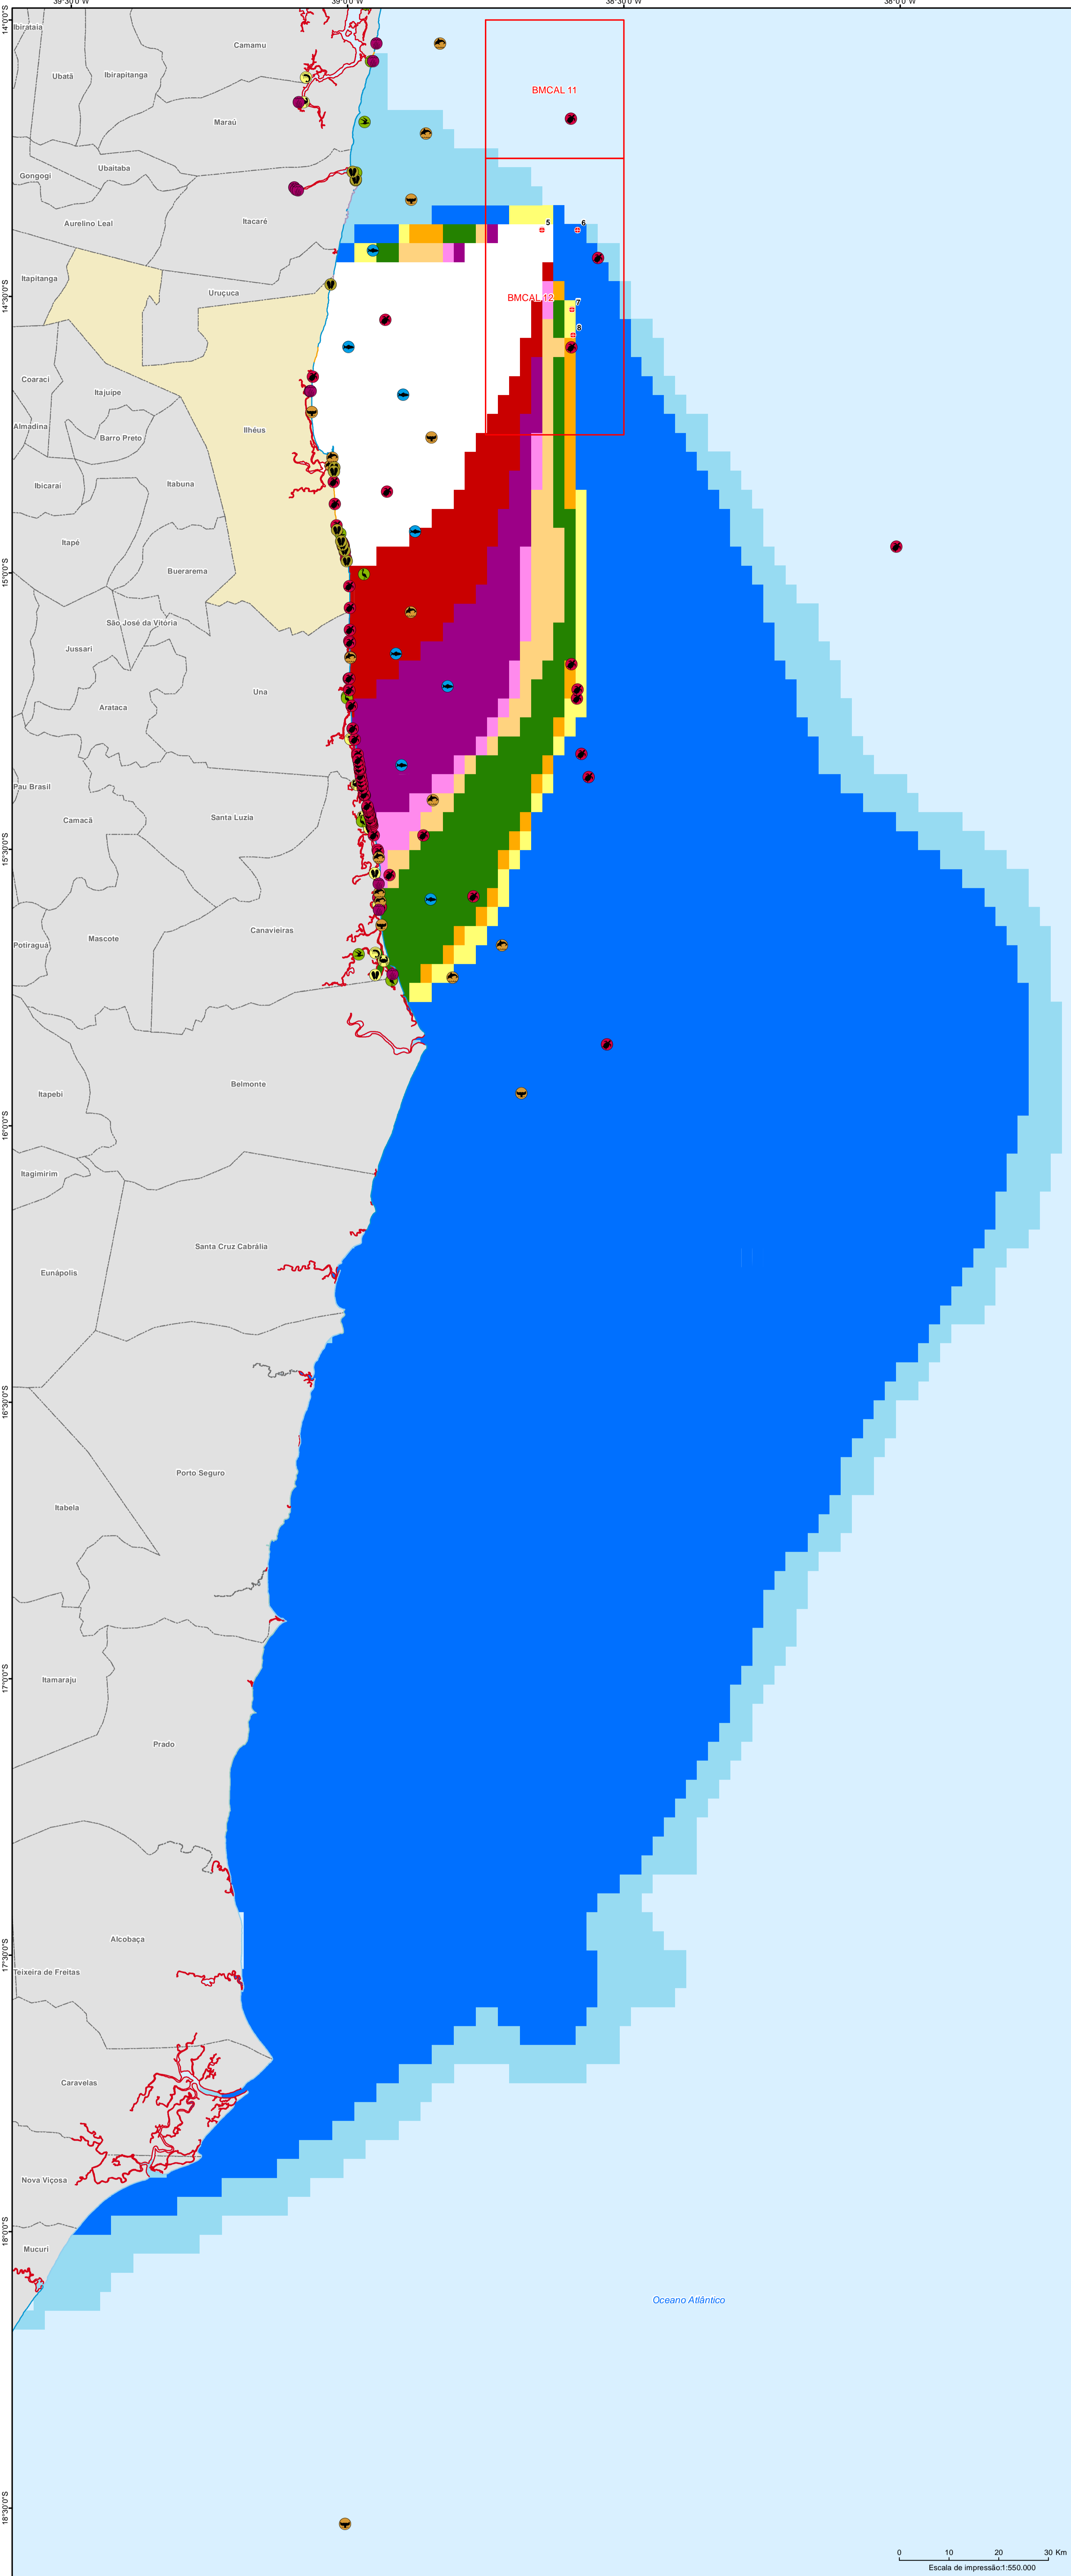 39°30'0"W
39°0'0"W
38°30'0"W
38°0'0"W
14°0'0"S
Ibirataia
Camamu
Ubatã
Ibirapitanga
BMCAL 11
Maraú
Gongogi
Ubaitaba
Aurelino Leal
Itacaré
5
6
Itapitanga
Uruçuca
14°30'0"S
BMCAL 12
7
8
Coaraci
Itajuípe
Almadina
Barro Preto
Ilhéus
Ibicaraí
Itabuna
Itapé
15°0'0"S
Buerarema
São José da Vitória
Jussari
Una
Arataca
Pau Brasil
Camacã
Santa Luzia
15°30'0"S
Canavieiras
Mascote
Potiraguá
Belmonte
Itapebi
16°0'0"S
Itagimirim
Santa Cruz Cabrália
Eunápolis
16°30'0"S
Porto Seguro
Itabela
17°0'0"S
Itamaraju
Prado
Alcobaça
17°30'0"S
Teixeira de Freitas
Caravelas
Nova Viçosa
18°0'0"S
Mucuri
Oceano Atlântico
18°30'0"S
0 10 20 30 Km
Escala de impressão:1:550.000